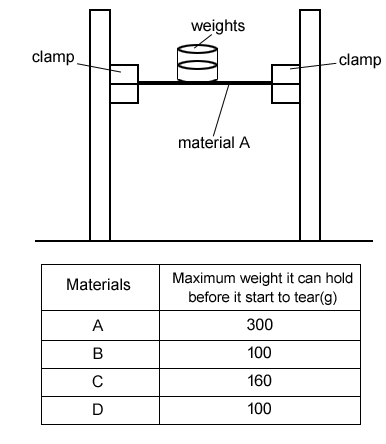 weights
clamp
clamp
material A
Materials
Maximum weight it can hold
before it start to tear(g)
A 300
B 100
C 160
D 100